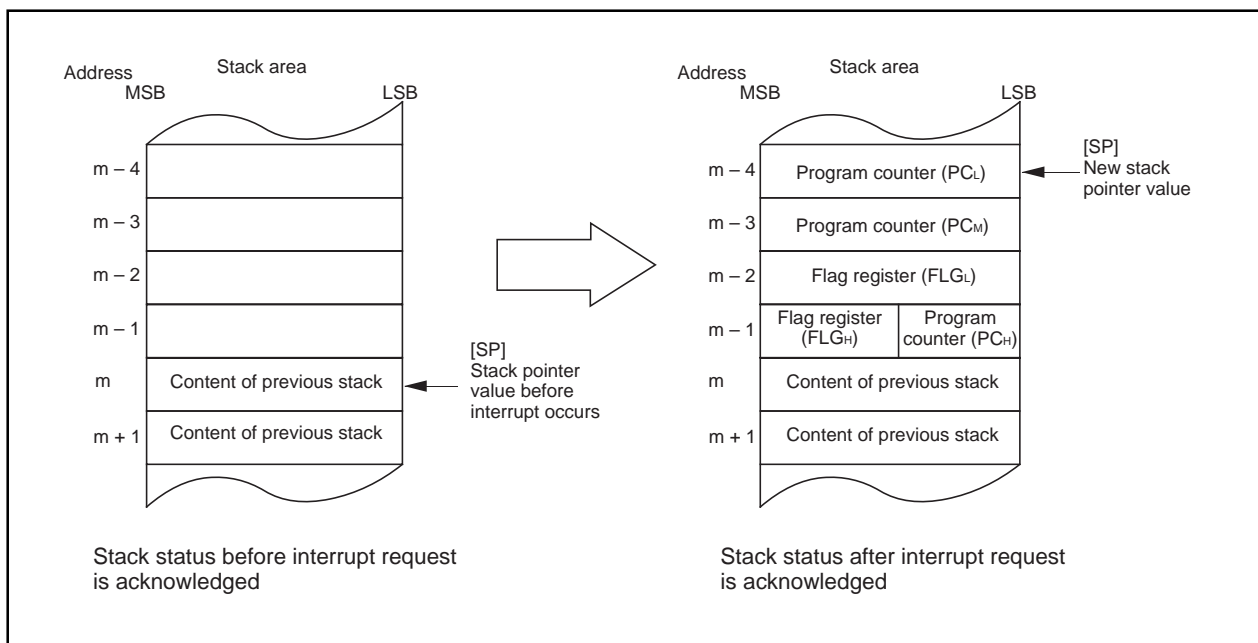 Address
Stack area
MSB
LSB
m – 4
m – 3
m – 2
m – 1
m
Content of previous stack
m + 1
Content of previous stack
[SP]
Stack pointer
value before
interrupt occurs
Stack status before interrupt request
is acknowledged
Address
Stack area
MSB
LSB
m – 4
Program counter (PCL)
[SP]
New stack
pointer value
m – 3
Program counter (PCM)
m – 2
Flag register (FLGL)
m – 1
Flag register
(FLGH)
Program
counter (PCH)
m
Content of previous stack
m + 1
Content of previous stack
Stack status after interrupt request
is acknowledged